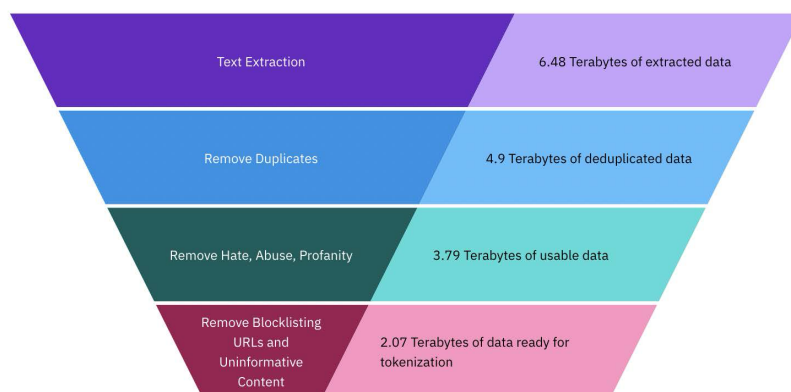 Text Extraction
6.48 Terabytes of extracted data
Remove Duplicates
4.9 Terabytes of deduplicated data
Remove Hate, Abuse, Profanity
3.79 Terabytes of usable data
Remove Blocklisting
URLs and
Uninformative
Content
2.07 Terabytes of data ready for
tokenization